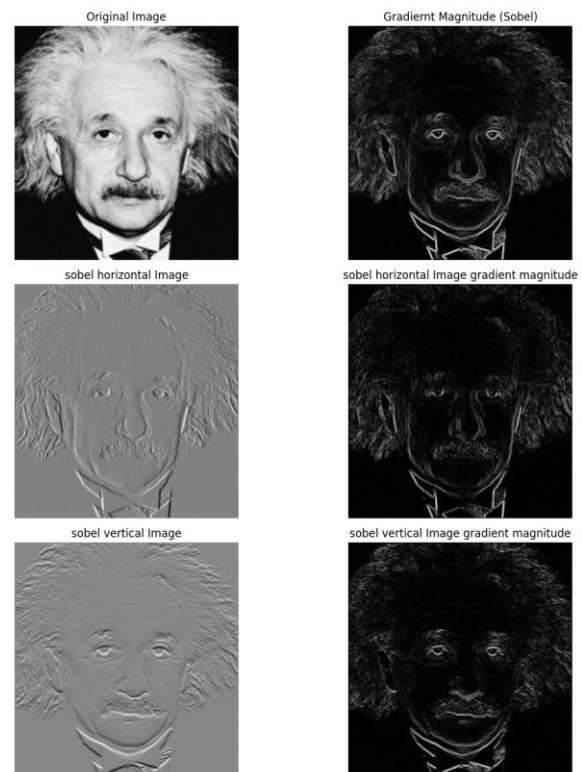 Original Image
Gradiernt Magnitude (Sobel)
sobel horizontal Image
sobel horizontal Image gradient magnitude
sobel vertical Image
sobel vertical Image gradient magnitude